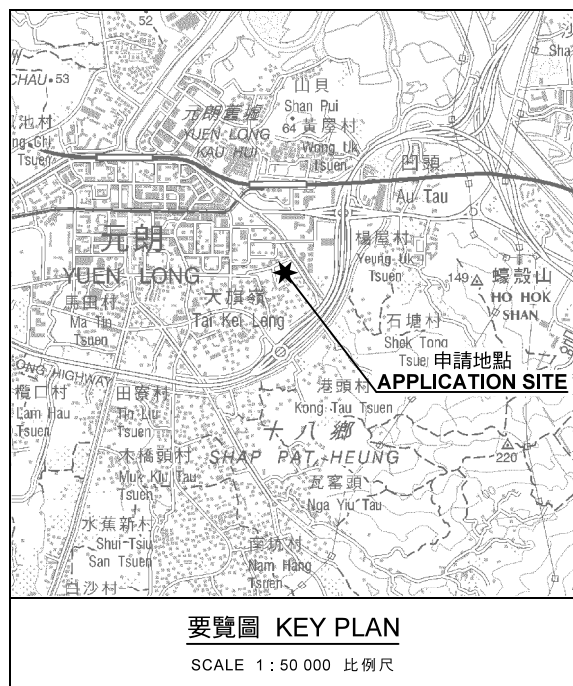 52
CHAU • 53
山貝
Shan Pui
元朗舊墟
YUEN LONG
KAU HUI
64
黃屋村
Wong Uk
Tsuen
凹頭
Au Tau
元朗
YUEN LONG
楊屋村
Yeung Uk
Tsuen
149
蠔殼山
HO HOK
SHAN
馬田村
Ma Tin
Tsuen
大旗嶺
Tai Kei Leng
石塘村
Shek Tong
Tsuen
申請地點
APPLICATION SITE
ONG HIGHWAY
欖口村
Lam Hau
Tsuen
田寮村
Tin Liu
Tsuen
港頭村
Kong Tau Tsuen
十八鄉
SHAP PAT HEUNG
220
木橋頭村
Muk Kiu Tau
Tsuen
瓦窰頭
Nga Yiu Tau
水蕉新村
Shui Tsiu
San Tsuen
南坑村
Nam Hang
Tsuen
白沙村
要覽圖 KEY PLAN
SCALE 1 : 50 000 比例尺